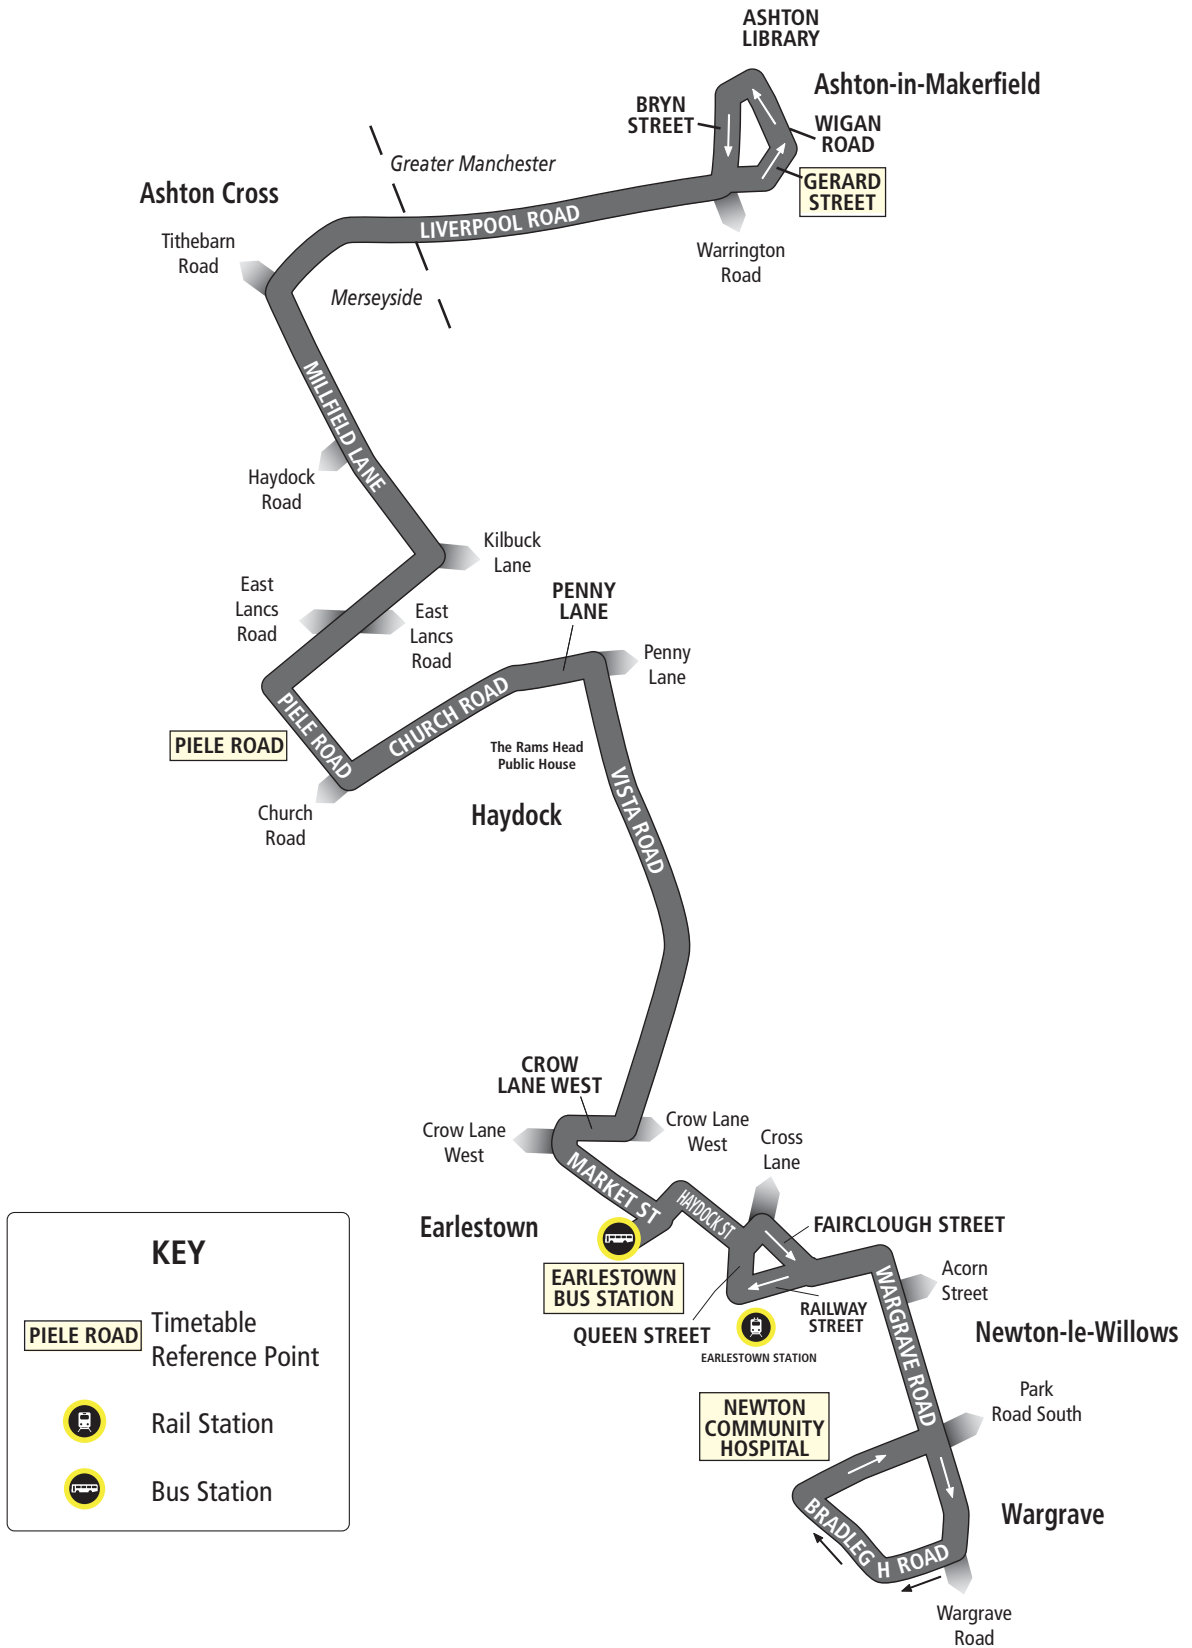 ASHTON
LIBRARY
Ashton-in-Makerfield
BRYN
STREET
WIGAN
ROAD
Greater Manchester
GERARD
STREET
Ashton Cross
LIVERPOOL ROAD
Tithebarn
Road
Warrington
Road
Merseyside
MILLFIELD LANE
Haydock
Road
Kilbuck
Lane
East
Lancs
Road
East
Lancs
Road
PENNY
LANE
Penny
Lane
PIELE ROAD
PIELE ROAD
CHURCH ROAD
The Rams Head
Public House
VISTA ROAD
Church
Road
Haydock
CROW
LANE WEST
Crow Lane
West
Crow Lane
West
Cross
Lane
MARKET ST
HAYDOCK ST
Earlestown
FAIRCLOUGH STREET
EARLESTOWN
BUS STATION
Acorn
Street
WARGRAVE ROAD
RAILWAY
STREET
QUEEN STREET
Newton-le-Willows
EARLESTOWN STATION
NEWTON
COMMUNITY
HOSPITAL
Park
Road South
Wargrave
BRADLEG H ROAD
Wargrave
Road
KEY
PIELE ROAD
Timetable
Reference Point
Rail Station
Bus Station